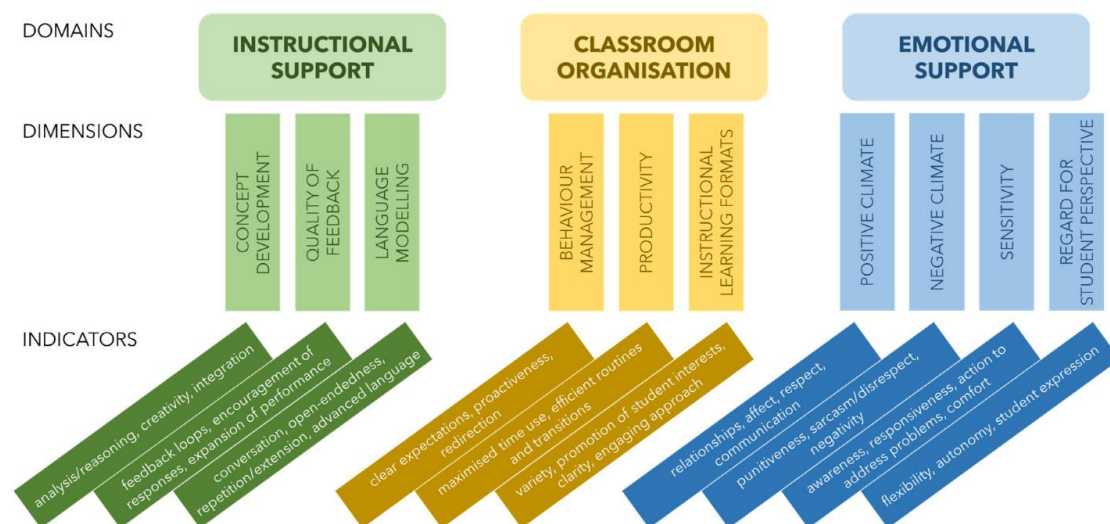 DOMAINS
INSTRUCTIONAL
SUPPORT
CLASSROOM
ORGANISATION
EMOTIONAL
SUPPORT
DIMENSIONS
CONCEPT
DEVELOPMENT
QUALITY OF
FEEDBACK
LANGUAGE
MODELLING
BEHAVIOUR
MANAGEMENT
PRODUCTIVITY
INSTRUCTIONAL
LEARNING FORMATS
POSITIVE CLIMATE
NEGATIVE CLIMATE
SENSITIVITY
REGARD FOR
STUDENT PERSPECTIVE
INDICATORS
analysis/reasoning, creativity, integration
feedback loops, encouragement of
responses, expansion of performance
conversation, open-endedness,
repetition/extension, advanced language
clear expectations, proactiveness,
redirection
maximised time use, efficient routines
and transitions
variety, promotion of student interests,
clarity, engaging approach
relationships, affect, respect,
communication
punitiveness, sarcasm/disrespect,
negativity
awareness, responsiveness, action to
address problems, comfort
flexibility, autonomy, student expression